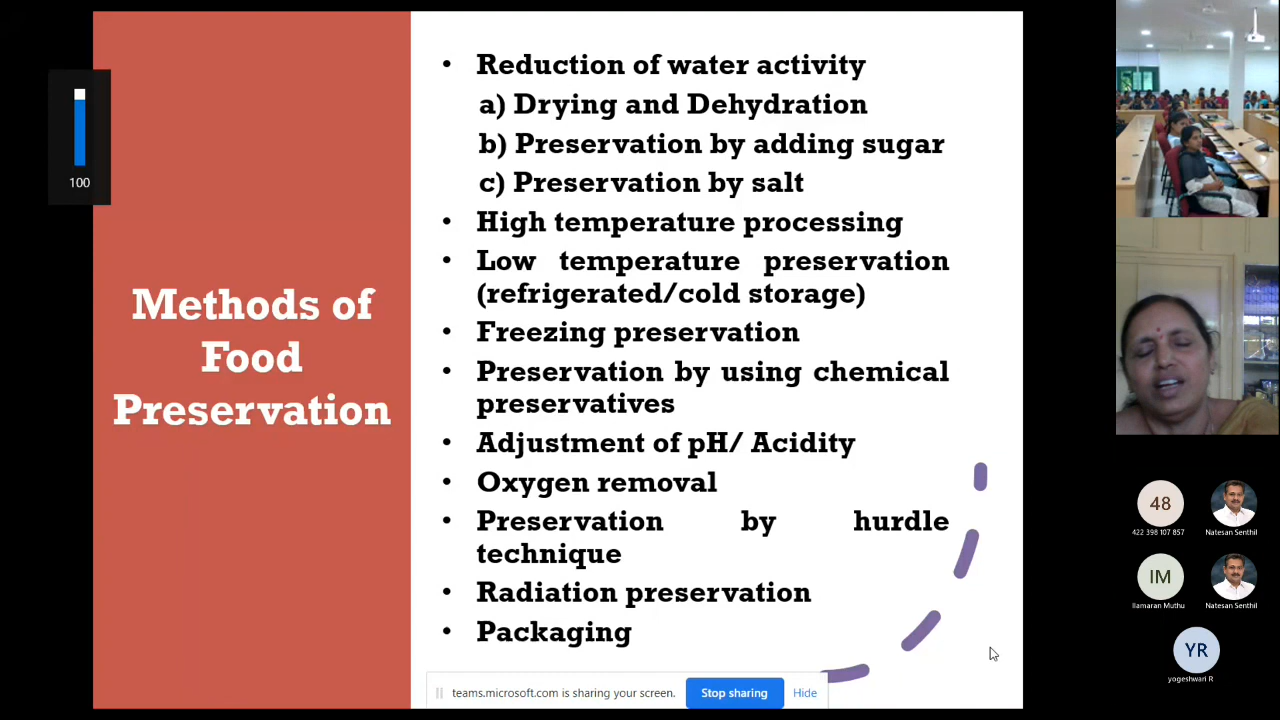 100
Methods of
Food
Preservation
• Reduction of water activity
a) Drying and Dehydration
b) Preservation by adding sugar
c) Preservation by salt
• High temperature processing
• Low temperature preservation
(refrigerated/cold storage)
• Freezing preservation
• Preservation by using chemical
preservatives
• Adjustment of pH/ Acidity
• Oxygen removal
• Preservation by hurdle
technique
• Radiation preservation
• Packaging
teams.microsoft.com is sharing your screen. Stop sharing Hide
48
422 398 107 857
Natesan Senthil
IM
Ilamaran Muthu
Natesan Senthil
YR
yogeshwari R